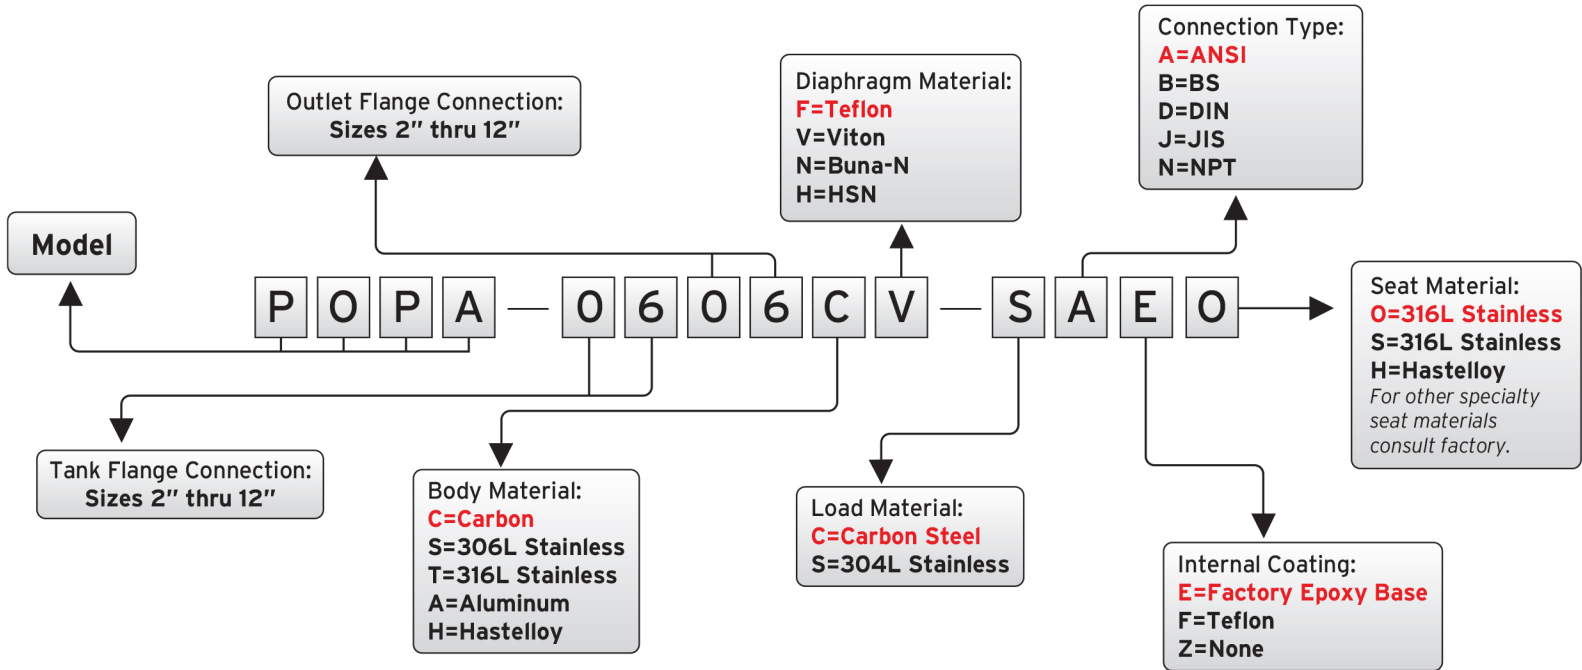 Connection Type:
A=ANSI
B=BS
D=DIN
J=JIS
N=NPT
Diaphragm Material:
F=Teflon
V=Viton
N=Buna-N
H=HSN
Outlet Flange Connection:
Sizes 2″ thru 12″
Model
P O P A — 0 6 0 6 C V — S A E O
Seat Material:
O=316L Stainless
S=316L Stainless
H=Hastelloy
For other specialty
seat materials
consult factory.
Tank Flange Connection:
Sizes 2″ thru 12″
Body Material:
C=Carbon
S=306L Stainless
T=316L Stainless
A=Aluminum
H=Hastelloy
Load Material:
C=Carbon Steel
S=304L Stainless
Internal Coating:
E=Factory Epoxy Base
F=Teflon
Z=None